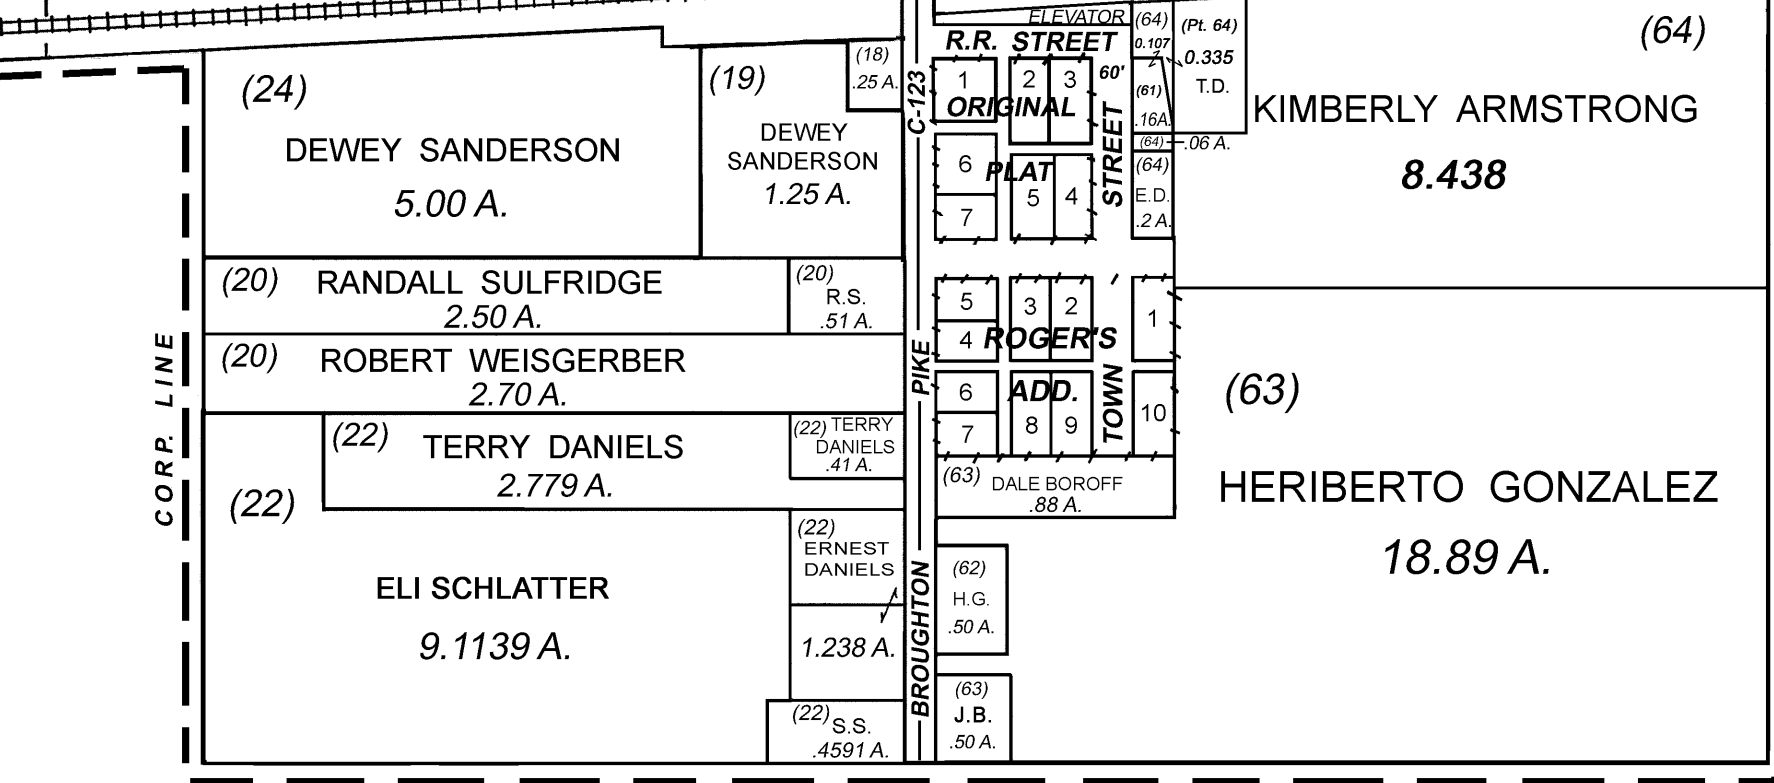 (24)
DEWEY SANDERSON
5.00 A.
(19)
DEWEY
SANDERSON
1.25 A.
(18)
.25 A.
(20)
RANDALL SULFRIDGE
2.50 A.
(20)
R.S.
.51 A.
(20)
ROBERT WEISGERBER
2.70 A.
(22)
TERRY DANIELS
2.779 A.
(22) TERRY
DANIELS
.41 A.
(22)
ELI SCHLATTER
9.1139 A.
(22)
ERNEST
DANIELS
1.238 A.
(22) S.S.
.4591 A.
CORP. LINE
BROUGHTON PIKE C-123
ELEVATOR
R.R. STREET
1
2
3
60'
ORIGINAL
6
PLAT
5
4
7
TOWN STREET
5
3
2
1
4
ROGER'S
6
ADD.
7
8
9
10
(63)
DALE BOROFF
.88 A.
(62)
H.G.
.50 A.
(63)
J.B.
.50 A.
(64)
0.107
(Pt. 64)
0.335
T.D.
(61)
.16A.
(64) .06 A.
(64)
E.D.
.2 A.
(64)
KIMBERLY ARMSTRONG
8.438
(63)
HERIBERTO GONZALEZ
18.89 A.